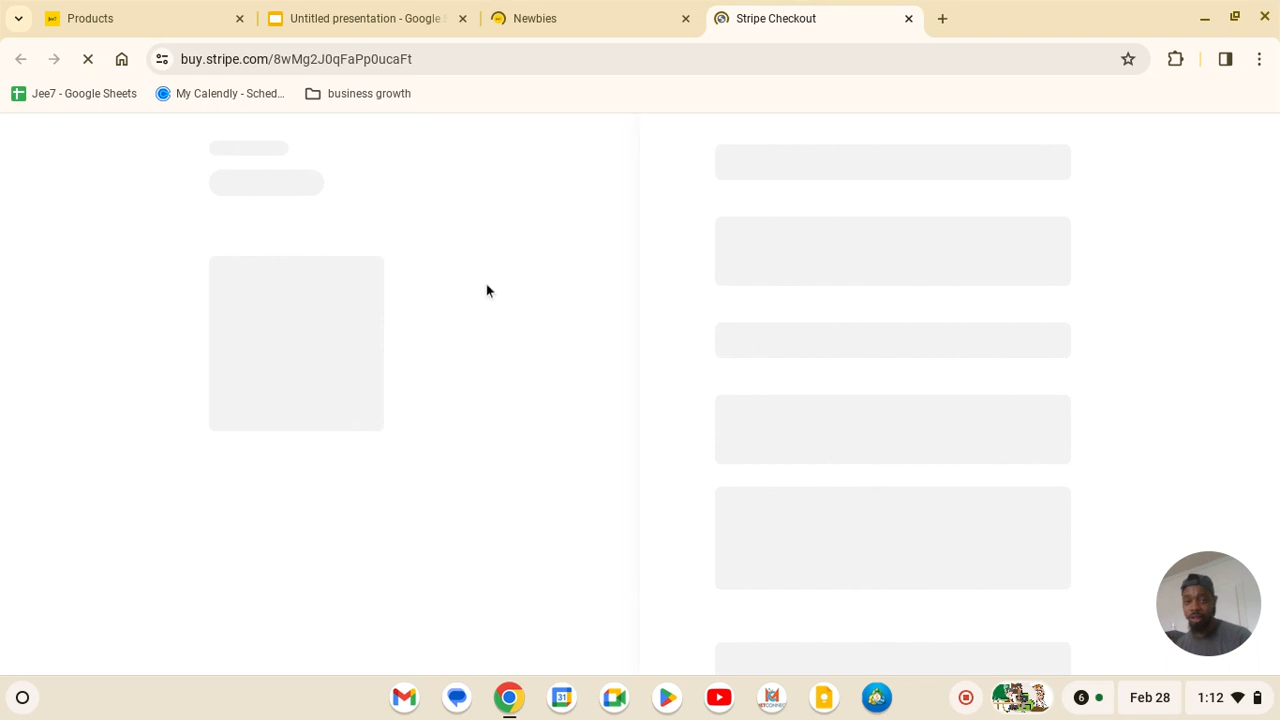 Products
Untitled presentation - Google
Newbies
Stripe Checkout
buy.stripe.com/8wMg2J0qFaPp0ucaFt
Jee7 - Google Sheets
My Calendly - Sched...
business growth
31
6
Feb 28
1:12